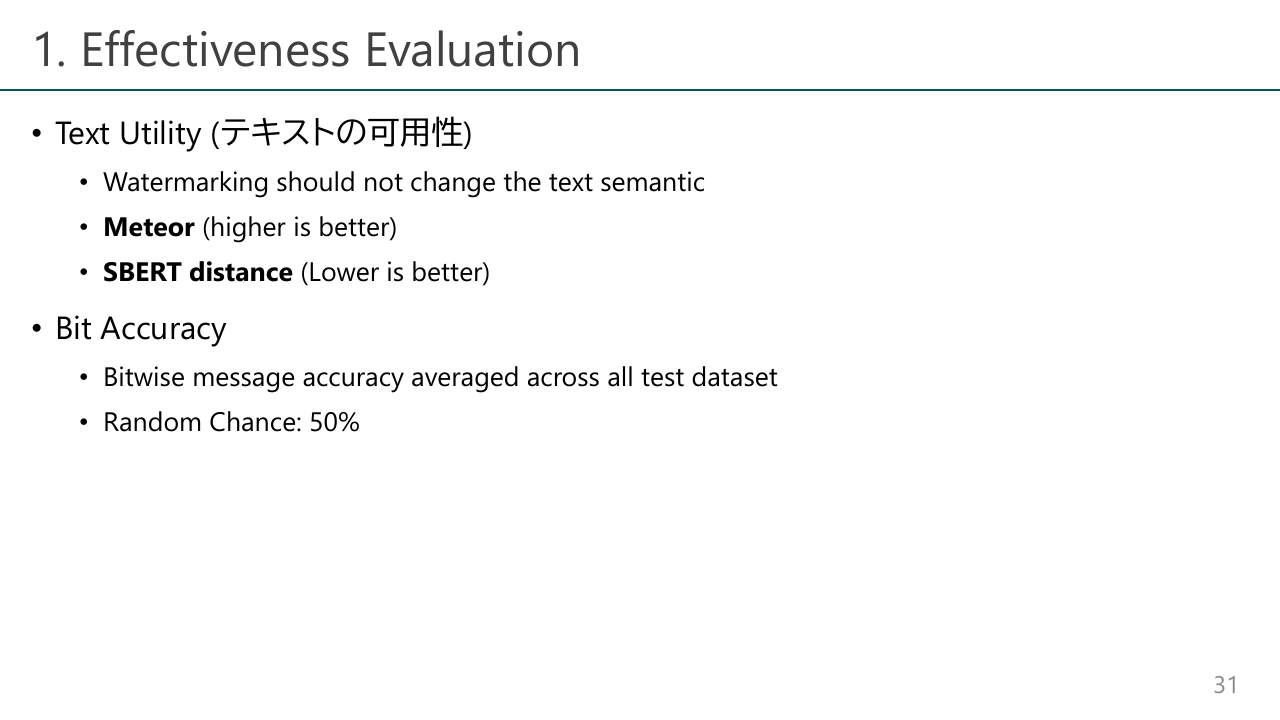 1. Effectiveness Evaluation
• Text Utility (テキストの可用性)
• Watermarking should not change the text semantic
• Meteor (higher is better)
• SBERT distance (Lower is better)
• Bit Accuracy
• Bitwise message accuracy averaged across all test dataset
• Random Chance: 50%
31